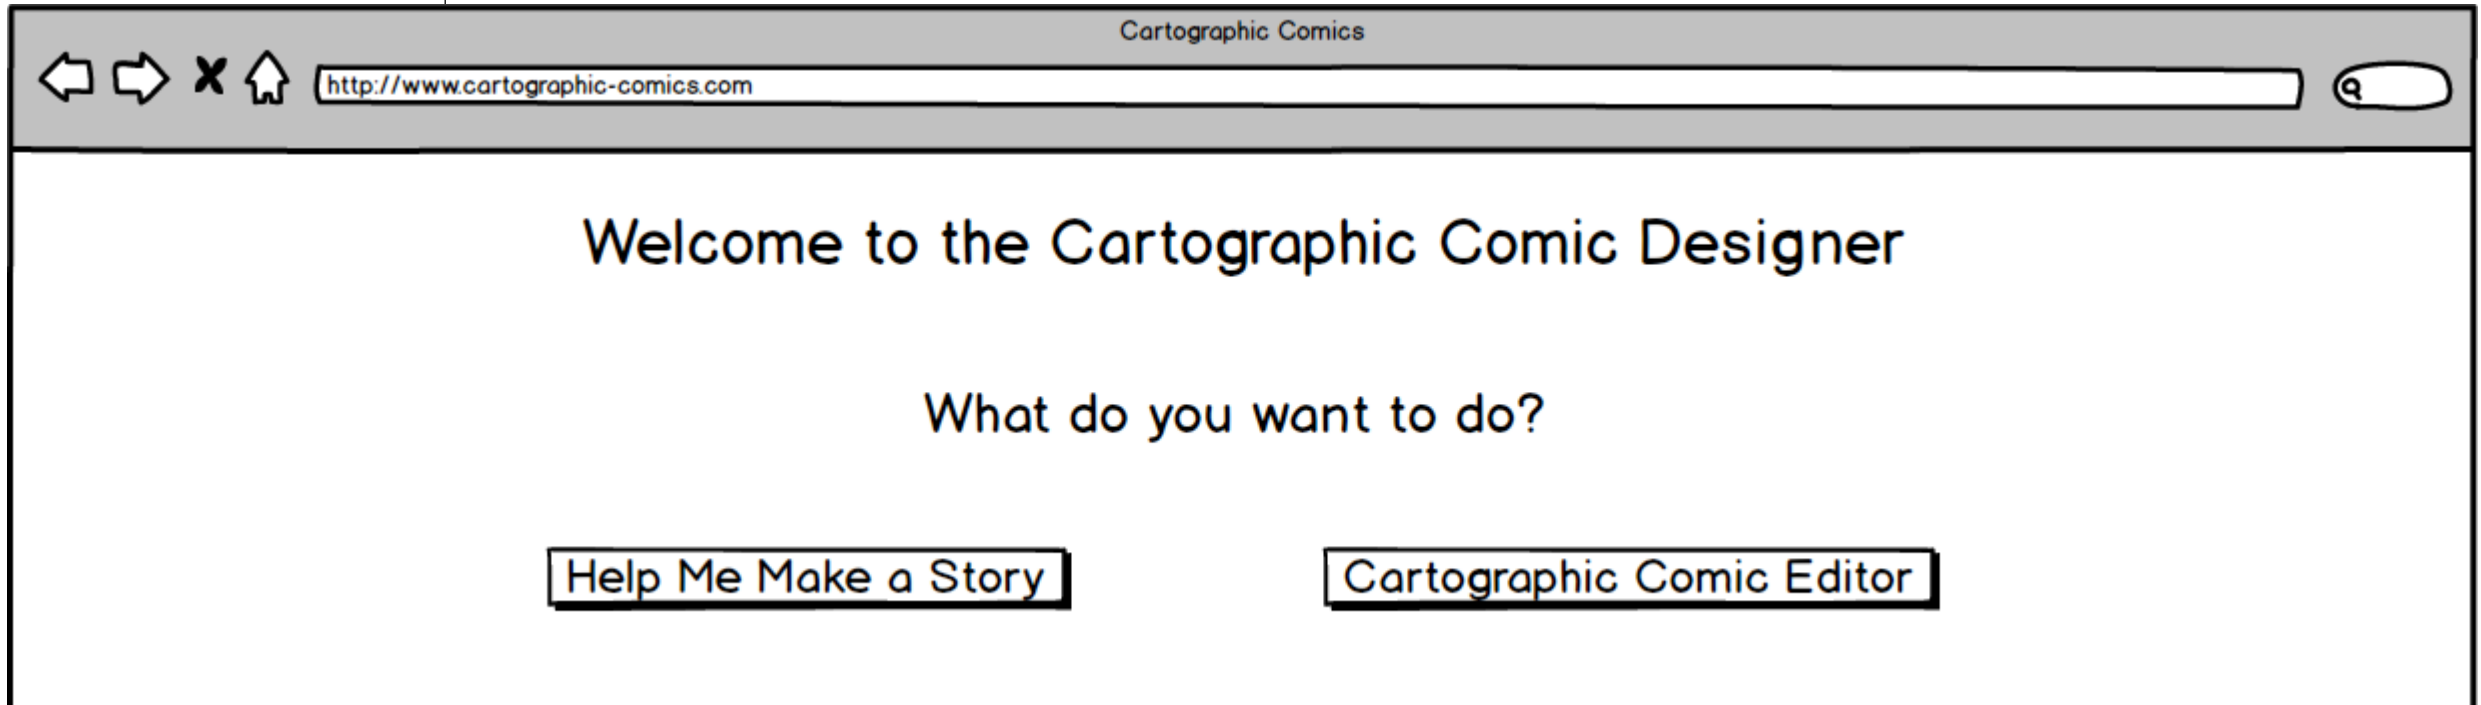 Cartographic Comics
http://www.cartographic-comics.com
Welcome to the Cartographic Comic Designer
What do you want to do?
Help Me Make a Story
Cartographic Comic Editor